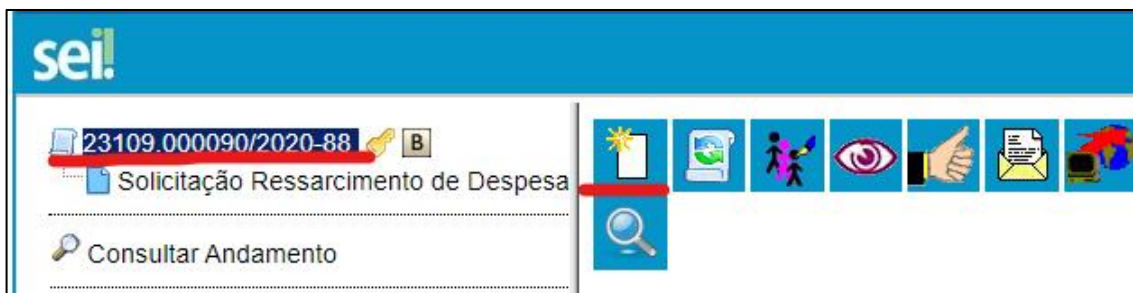 sei!
23109.000090/2020-88 B
Solicitação Ressarcimento de Despesa
Consultar Andamento